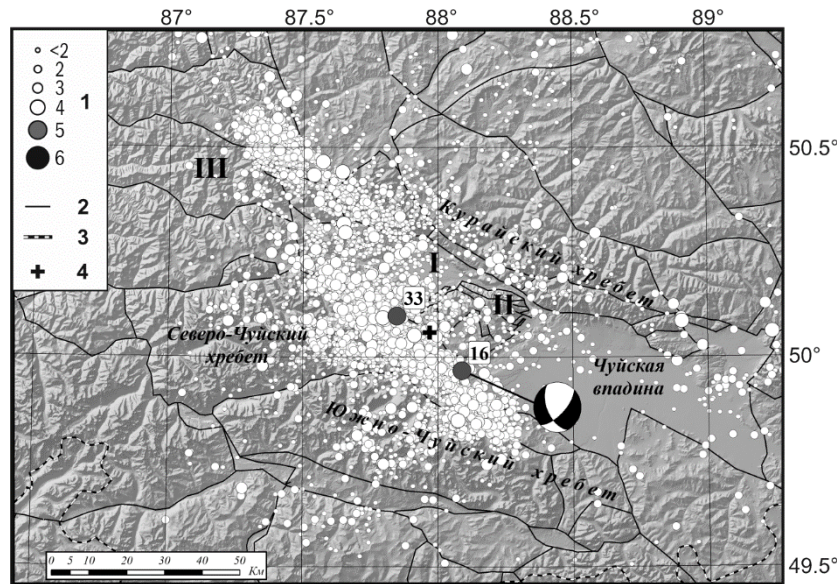 87° 87.5° 88° 88.5° 89°
<2
2
3
4
5
6
1
2
3
4
50.5°
50°
49.5°
III
I
II
33
16
Курайский хребет
Северо-Чуйский
хребет
Чуйская
впадина
Южно-Чуйский хребет
0 5 10 20 30 40 50
Км